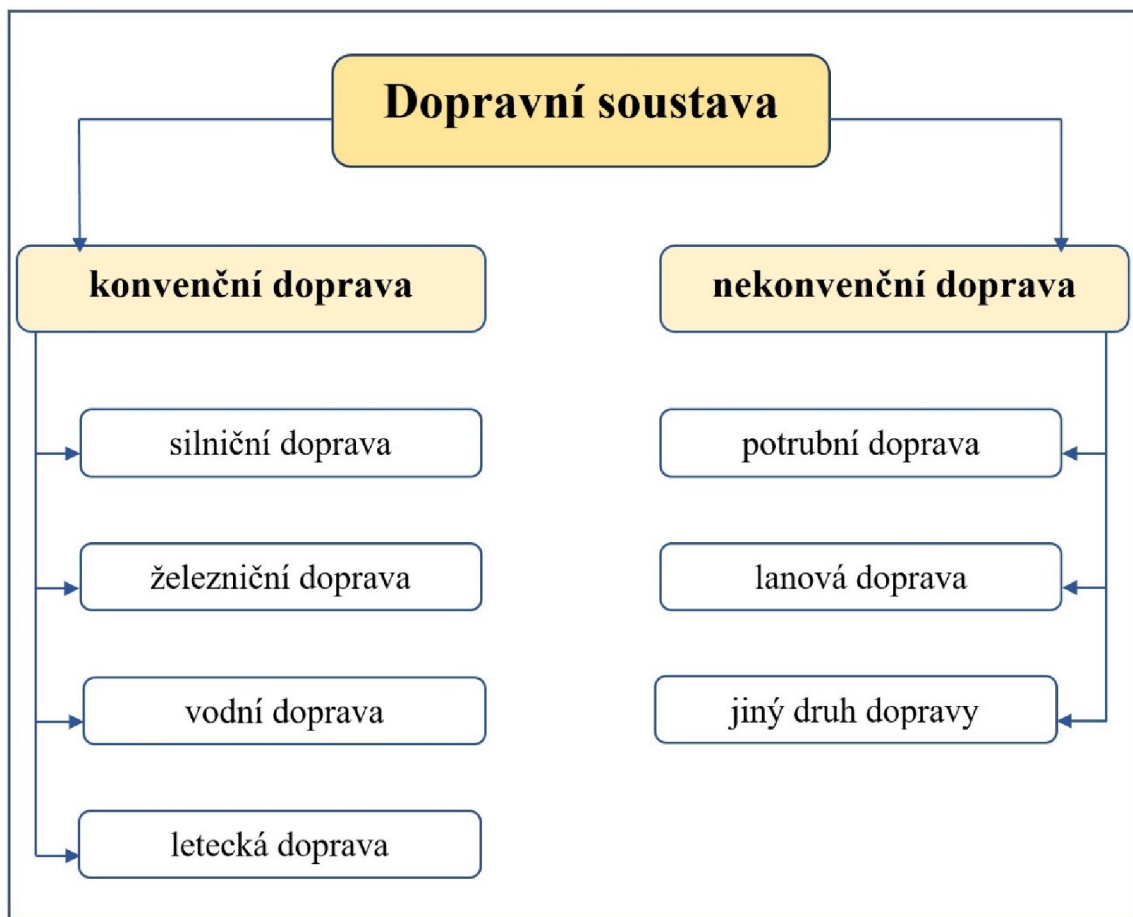 Dopravní soustava
konvenční doprava
silniční doprava
železniční doprava
vodní doprava
letecká doprava
nekonvenční doprava
potrubní doprava
lanová doprava
jiný druh dopravy